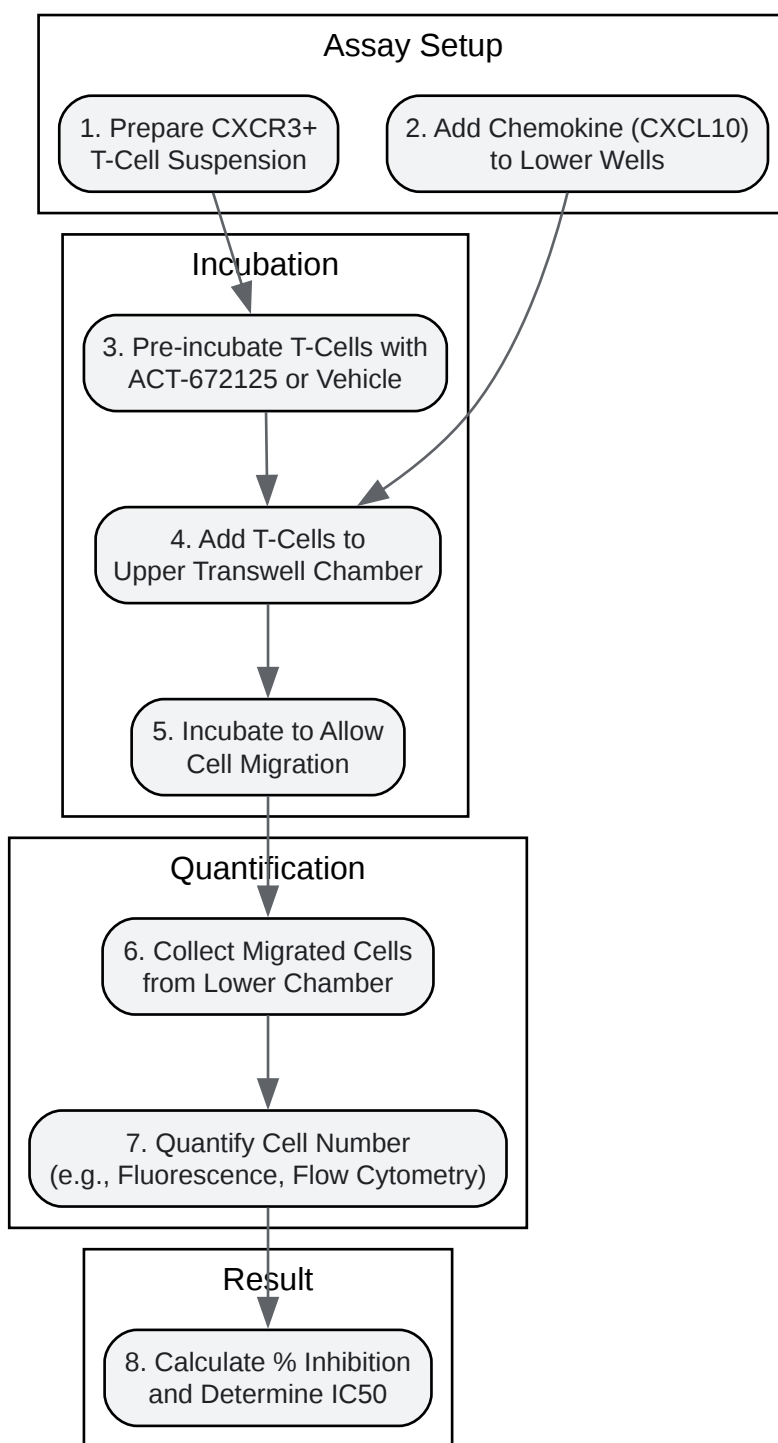 Assay Setup
1. Prepare CXCR3+
T-Cell Suspension
2. Add Chemokine (CXCL10)
to Lower Wells
Incubation
3. Pre-incubate T-Cells with
ACT-672125 or Vehicle
4. Add T-Cells to
Upper Transwell Chamber
5. Incubate to Allow
Cell Migration
Quantification
6. Collect Migrated Cells
from Lower Chamber
7. Quantify Cell Number
(e.g., Fluorescence, Flow Cytometry)
Result
8. Calculate % Inhibition
and Determine IC50